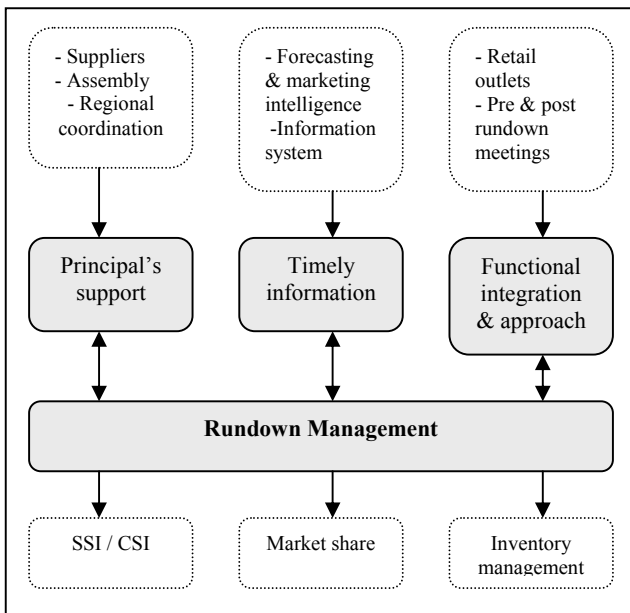 - Suppliers
- Assembly
- Regional
coordination
- Forecasting
& marketing
intelligence
-Information
system
- Retail
outlets
- Pre & post
rundown
meetings
Principal's
support
Timely
information
Functional
integration
& approach
Rundown Management
SSI / CSI
Market share
Inventory
management